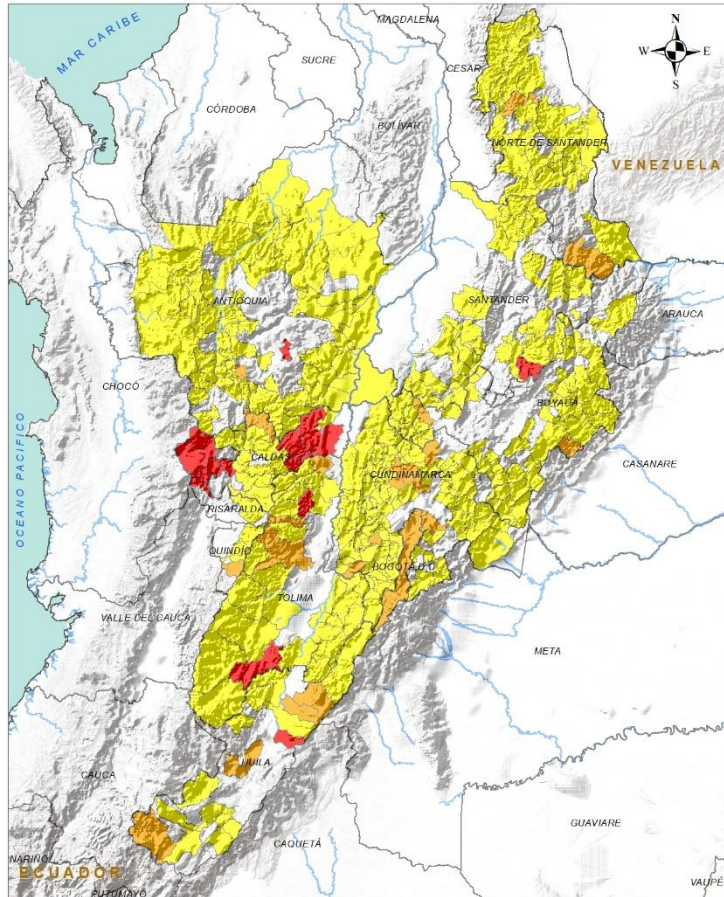 MAGDALENA
N
MAR CARIBE
W
E
S
SUCRE
CESAR
CÓRDOBA
BOLÍVAR
NORTE DE SANTANDER
VENEZUELA
ANTIOQUIA
SANTANDER
ARAUCA
CHOCÓ
BOYACÁ
OCEANO PACIFICO
CALDAS
CUNDINAMARCA
CASANARE
RISARALDA
QUINDÍO
BOGOTÁ D.C
TOLIMA
VALLE DEL CAUCA
META
HUILA
CAUCA
GUAVIARE
CAQUETÁ
NARIÑO
ECUADOR
PUTUMAYO
VAUPÉ